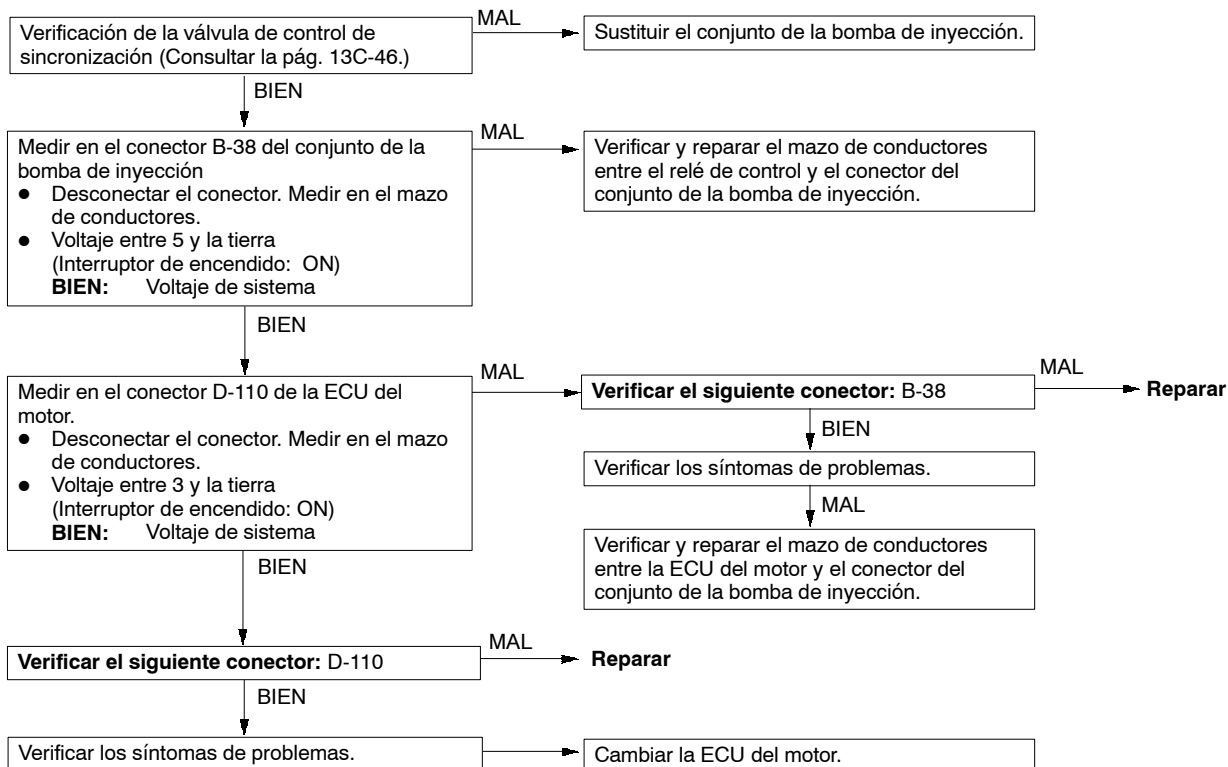 Verificación de la válvula de control de
sincronización (Consultar la pág. 13C-46.)
MAL
Sustituir el conjunto de la bomba de inyección.
BIEN
Medir en el conector B-38 del conjunto de la
bomba de inyección
● Desconectar el conector. Medir en el mazo
de conductores.
● Voltaje entre 5 y la tierra
(Interruptor de encendido: ON)
BIEN: Voltaje de sistema
MAL
Verificar y reparar el mazo de conductores
entre el relé de control y el conector del
conjunto de la bomba de inyección.
BIEN
Medir en el conector D-110 de la ECU del
motor.
● Desconectar el conector. Medir en el mazo
de conductores.
● Voltaje entre 3 y la tierra
(Interruptor de encendido: ON)
BIEN: Voltaje de sistema
MAL
Verificar el siguiente conector: B-38
MAL
Reparar
BIEN
Verificar los síntomas de problemas.
MAL
Verificar y reparar el mazo de conductores
entre la ECU del motor y el conector del
conjunto de la bomba de inyección.
BIEN
Verificar el siguiente conector: D-110
MAL
Reparar
BIEN
Verificar los síntomas de problemas.
Cambiar la ECU del motor.